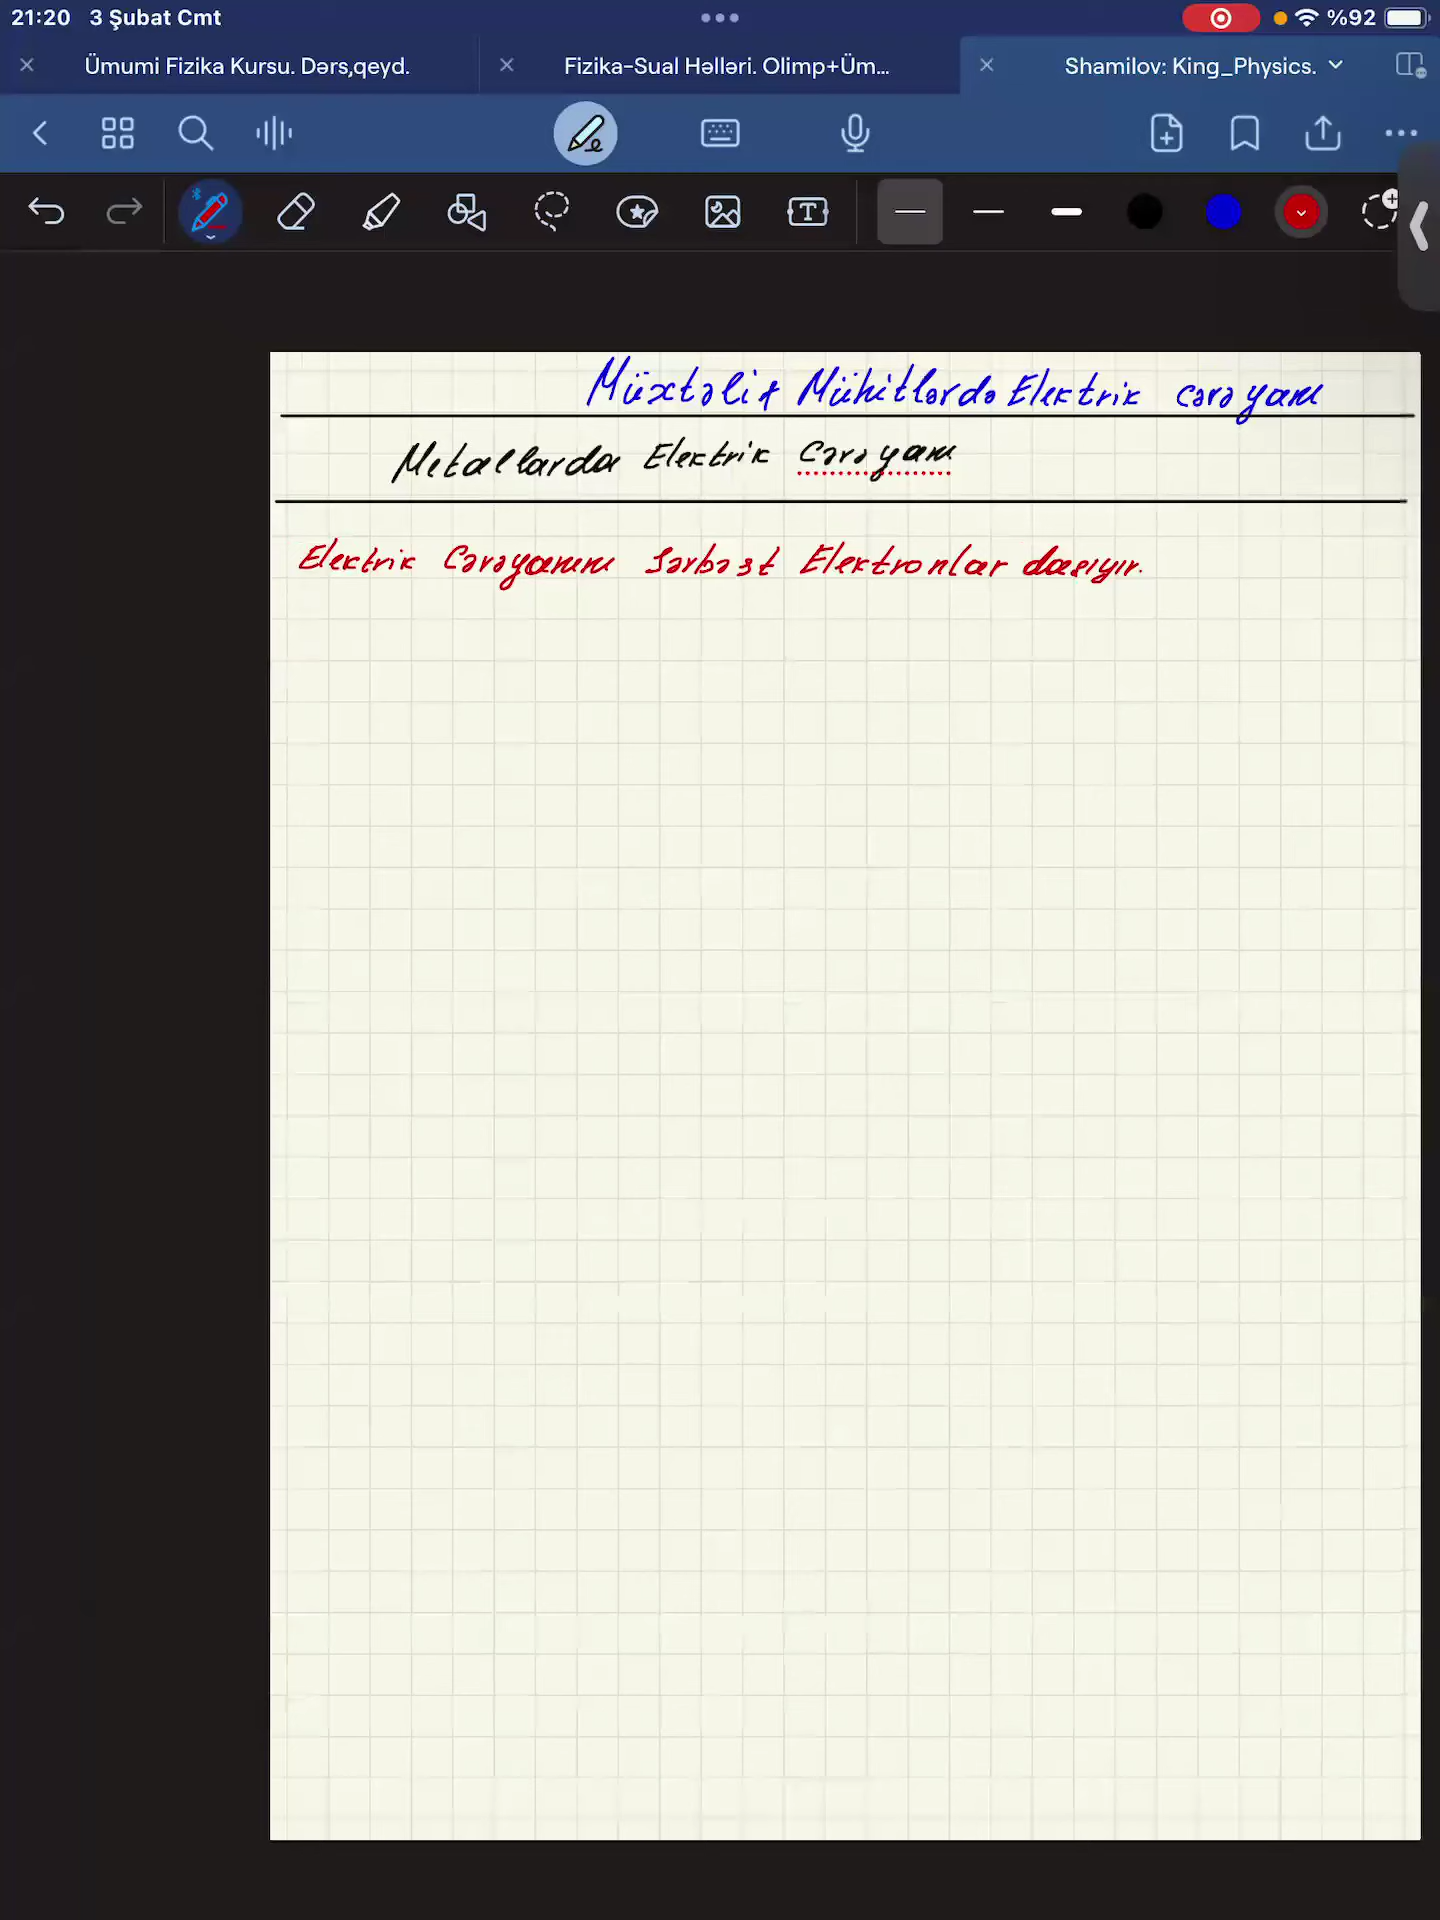 21:20 3 Şubat Cmt %92
Ümumi Fizika Kursu. Dərs,qeyd. Fizika-Sual Həlləri. Olimp+Üm... Shamilov: King_Physics.
Müxtəlif Mühitlərdə Elektrik cərəyanı
Metallarda Elektrik Cərəyanı
Elektrik Cərəyanını Sərbəst Elektronlar daşıyır.